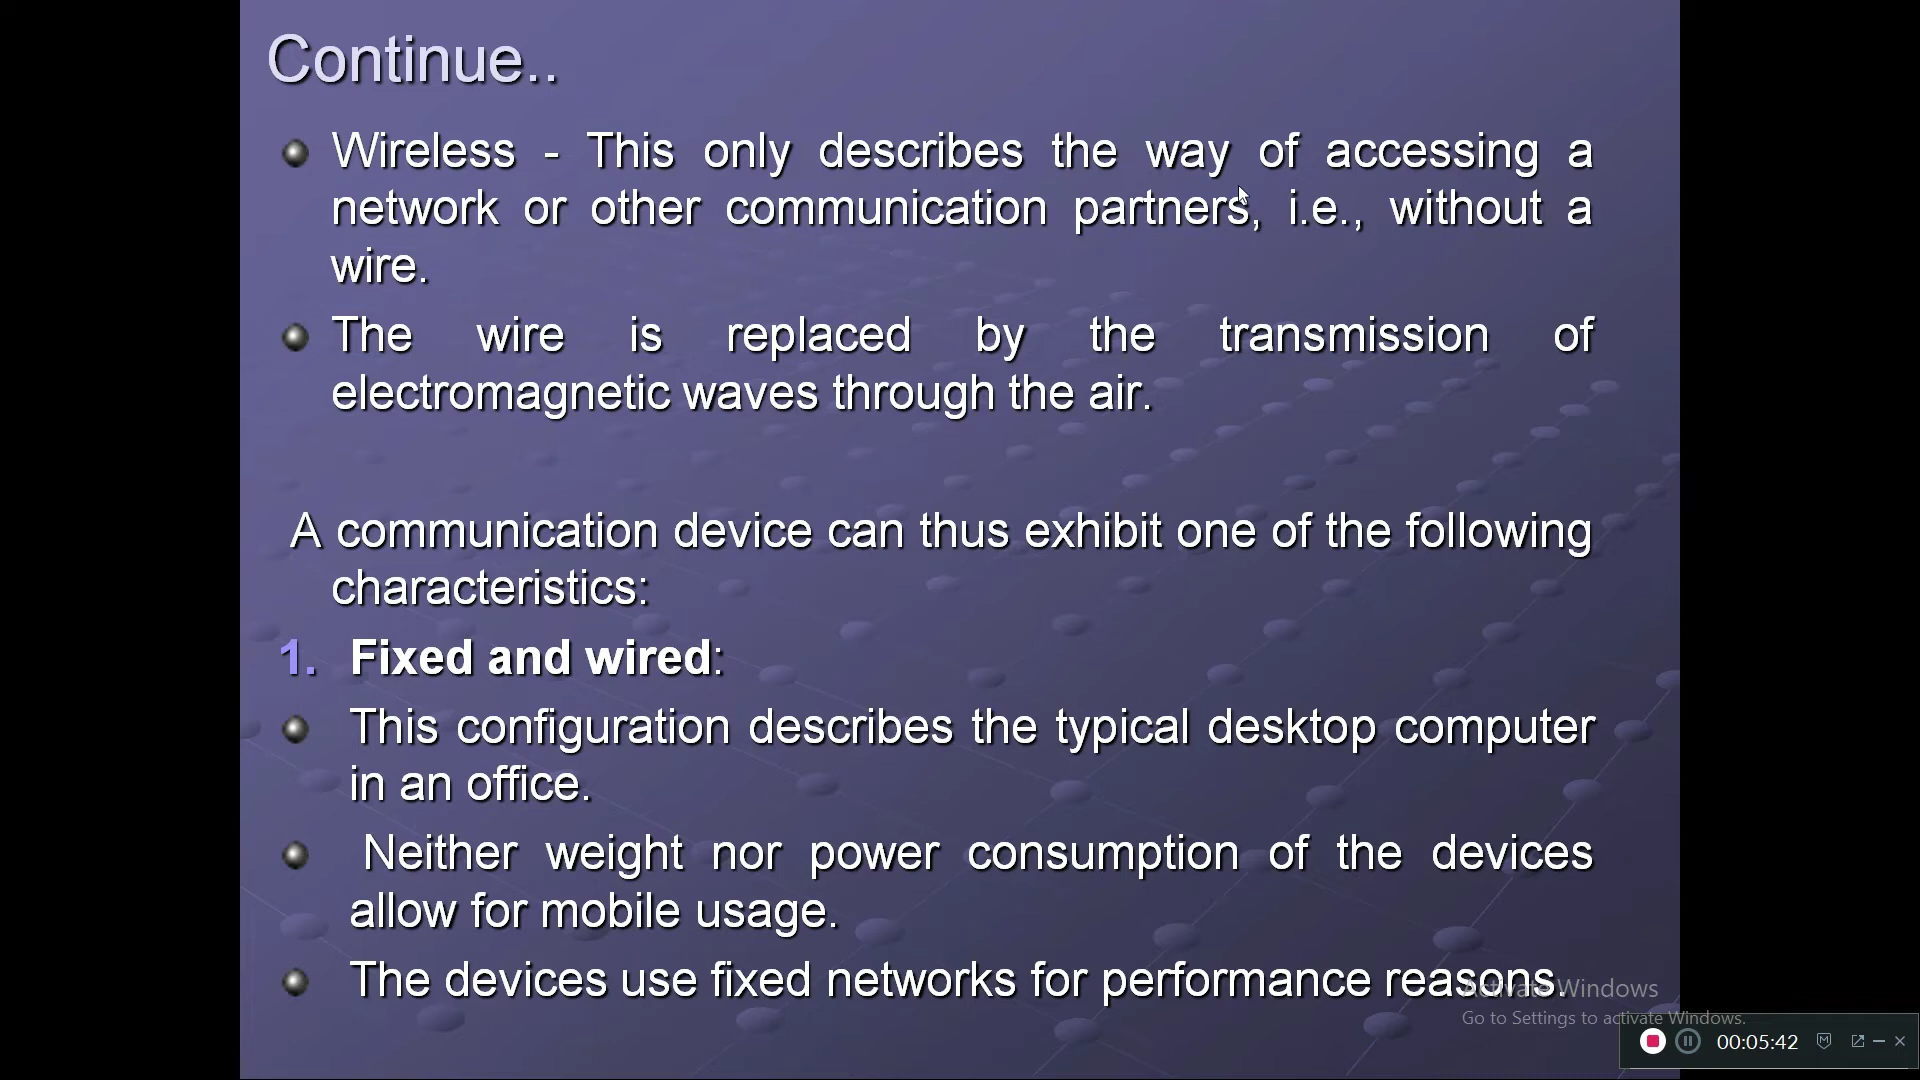 Continue..
Wireless - This only describes the way of accessing a
network or other communication partners, i.e., without a
wire.
The wire is replaced by the transmission of
electromagnetic waves through the air.
A communication device can thus exhibit one of the following
characteristics:
1. Fixed and wired:
This configuration describes the typical desktop computer
in an office.
Neither weight nor power consumption of the devices
allow for mobile usage.
The devices use fixed networks for performance reasons.
Activate Windows
Go to Settings to activate Windows.
00:05:42